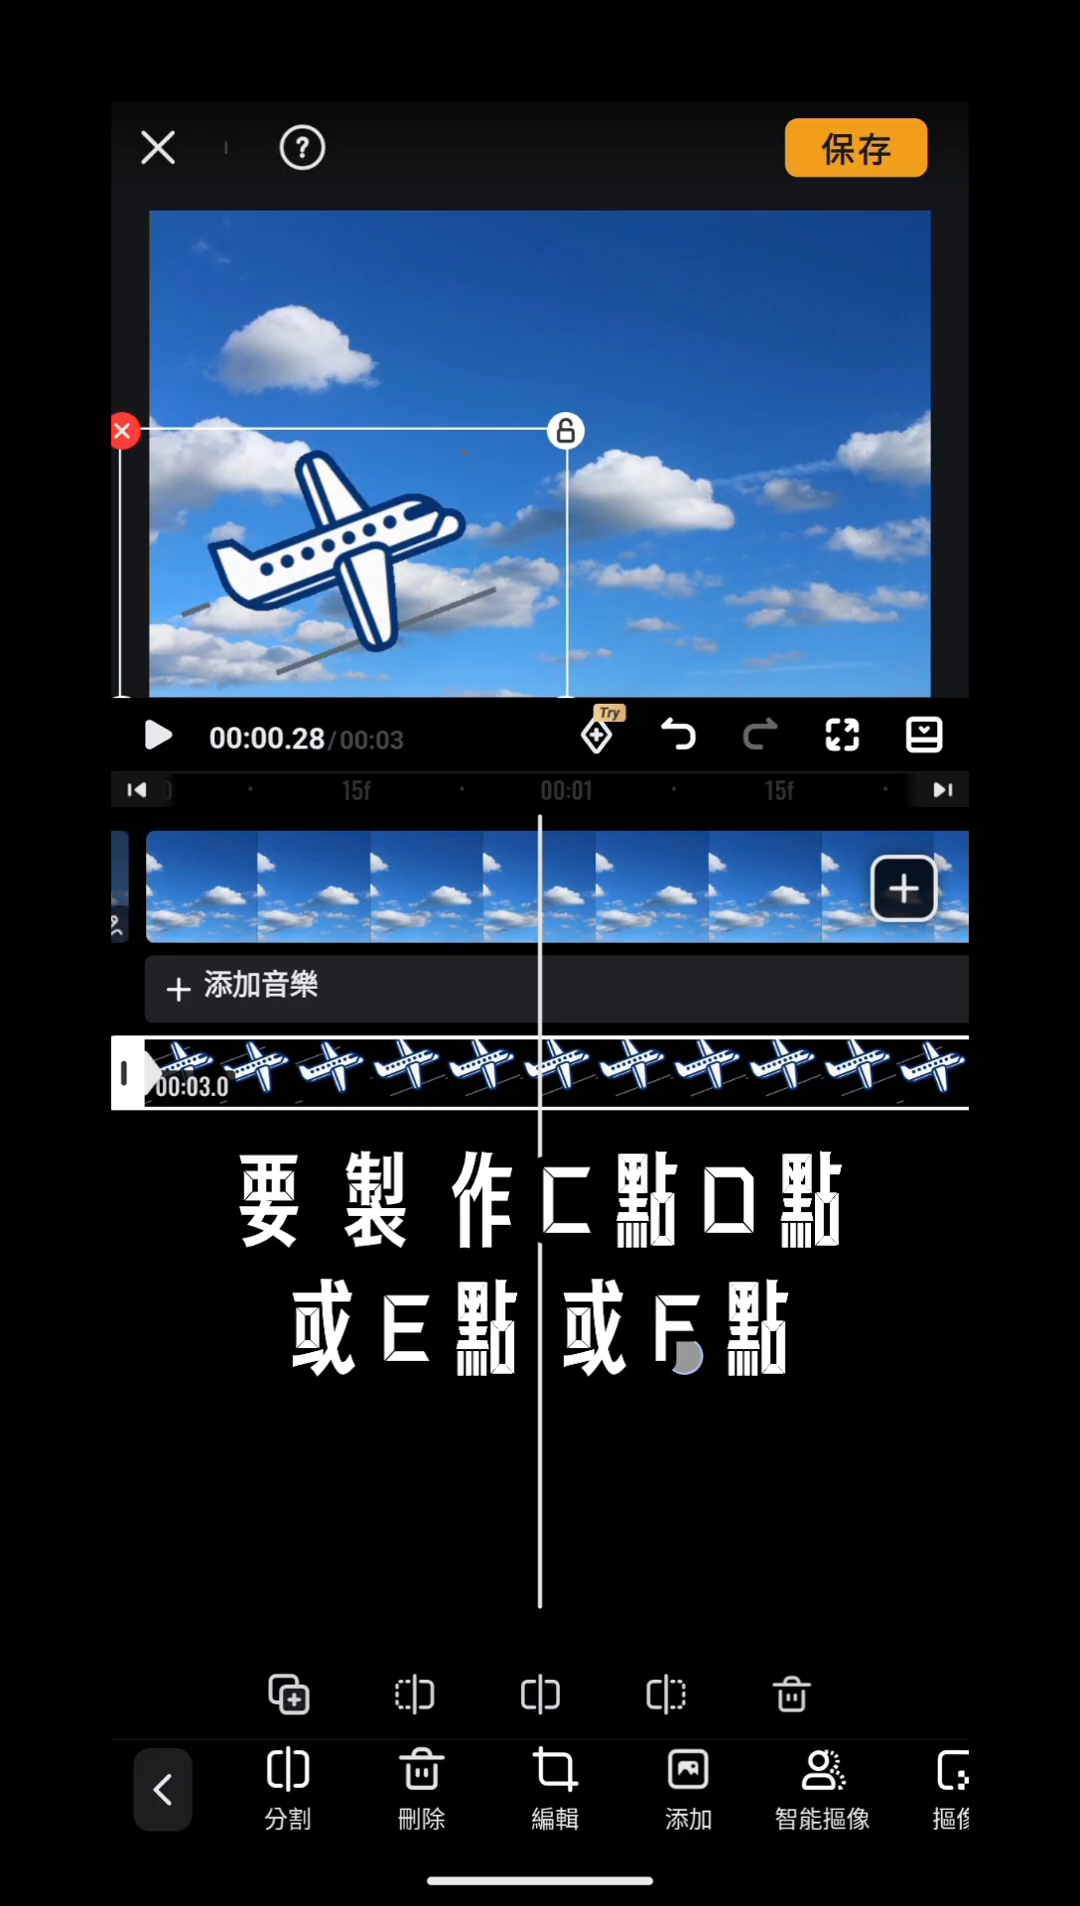 保存
Try
00:00.28/00:03
15f 00:01 15f
添加音樂
00:03.0
要製作C點D點
或E點或F點
分割 刪除 編輯 添加 智能摳像 摳像